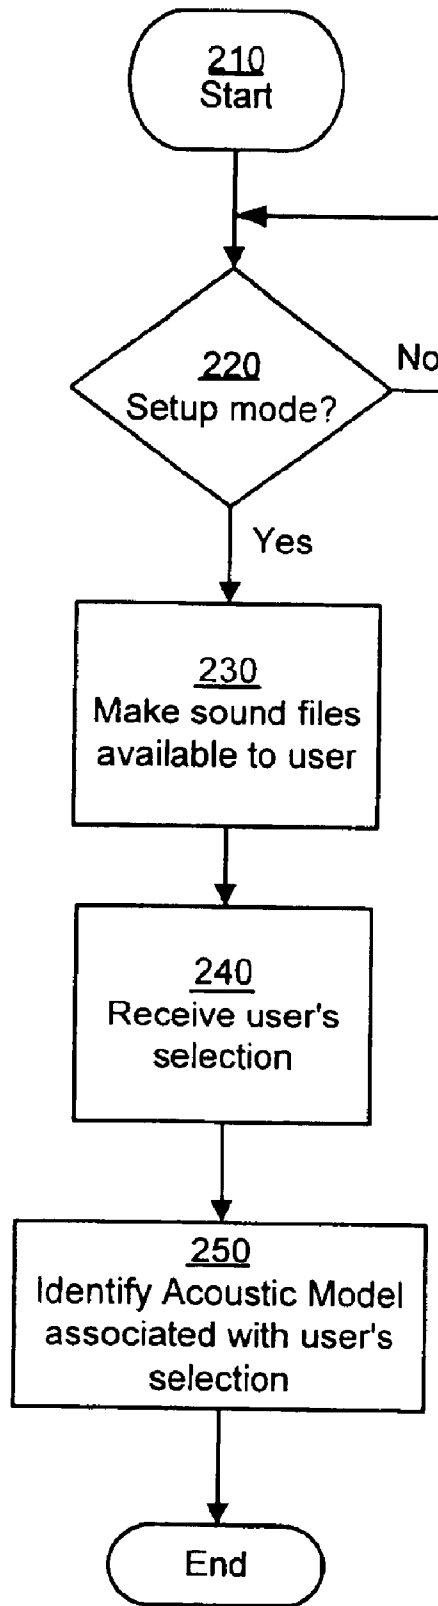 210
Start
220
Setup mode?
No
Yes
230
Make sound files
available to user
240
Receive user's
selection
250
Identify Acoustic Model
associated with user's
selection
End